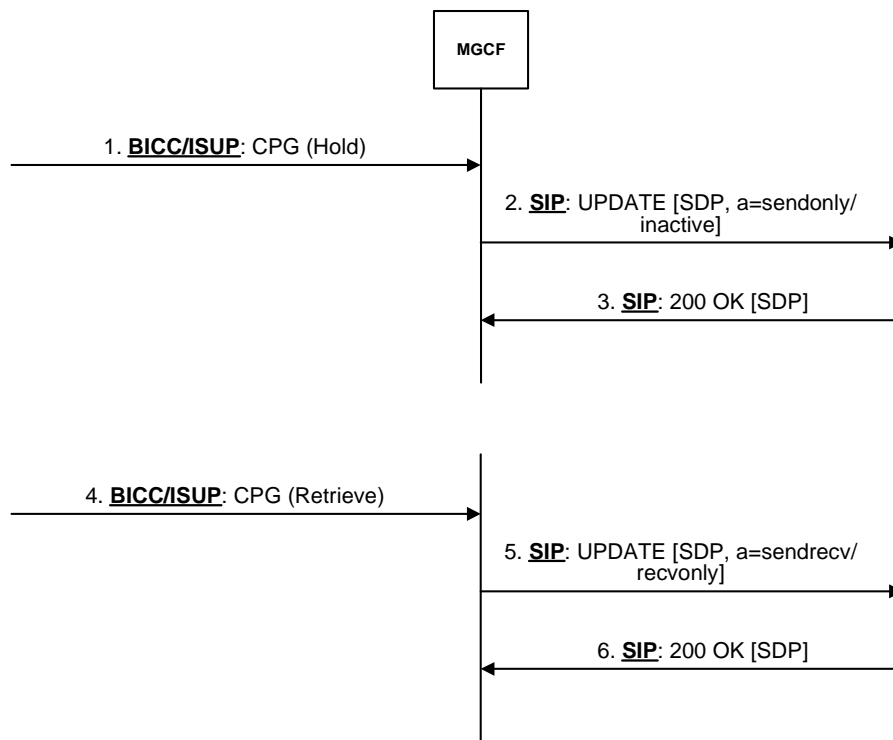 MGCF
1. BICC/ISUP: CPG (Hold)
2. SIP: UPDATE [SDP, a=sendonly/
inactive]
3. SIP: 200 OK [SDP]
4. BICC/ISUP: CPG (Retrieve)
5. SIP: UPDATE [SDP, a=sendrecv/
recvonly]
6. SIP: 200 OK [SDP]